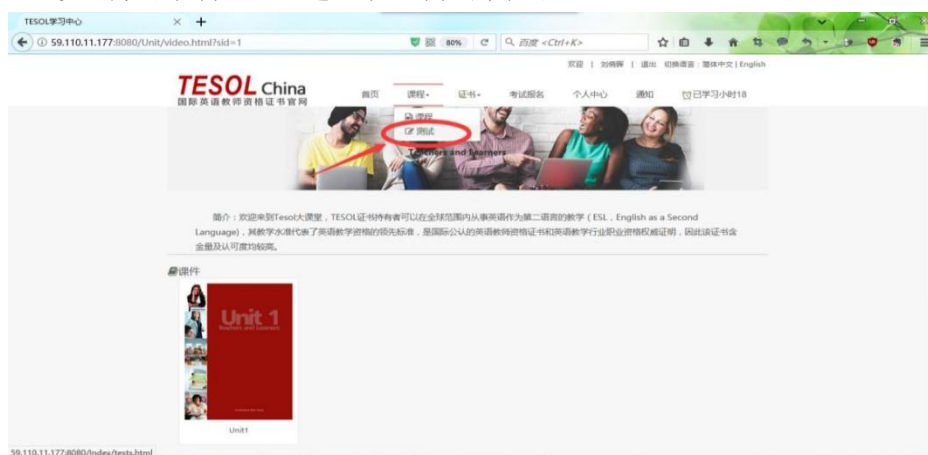 TESOL学习中心
59.110.11.177:8080/Unit/video.html?sid=1
80%
百度 <Ctrl+K>
欢迎 | 刘炳辉 | 退出 切换语言:简体中文 | English
TESOL China
国际英语教师资格证书官网
首页 课程 证书 考试报名 个人中心 通知 已学习小时18
课程
测试
Teachers and Learners
简介:欢迎来到Tesol大课堂,TESOL证书持有者可以在全球范围内从事英语作为第二语言的教学(ESL,English as a Second
Language),其教学水准代表了英语教学资格的领先标准,是国际公认的英语教师资格证书和英语教学行业职业资格权威证明,因此该证书含
金量及认可度均较高。
课件
Unit 1
Teachers and Learners
Unit1
59.110.11.177:8080/Index/tests.html